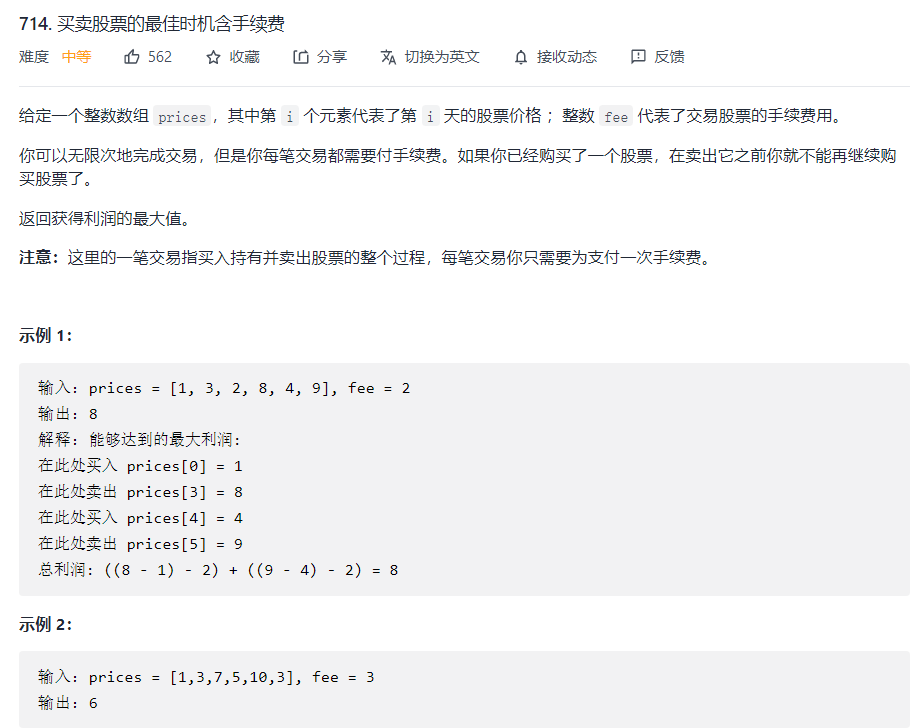 714. 买卖股票的最佳时机含手续费
难度 中等 562 收藏 分享 切换为英文 接收动态 反馈
给定一个整数数组 prices，其中第 i 个元素代表了第 i 天的股票价格 ；整数 fee 代表了交易股票的手续费用。
你可以无限次地完成交易，但是你每笔交易都需要付手续费。如果你已经购买了一个股票，在卖出它之前你就不能再继续购
买股票了。
返回获得利润的最大值。
注意：这里的一笔交易指买入持有并卖出股票的整个过程，每笔交易你只需要为支付一次手续费。
示例 1：
输入：prices = [1, 3, 2, 8, 4, 9], fee = 2
输出：8
解释：能够达到的最大利润:
在此处买入 prices[0] = 1
在此处卖出 prices[3] = 8
在此处买入 prices[4] = 4
在此处卖出 prices[5] = 9
总利润: ((8 - 1) - 2) + ((9 - 4) - 2) = 8
示例 2：
输入：prices = [1,3,7,5,10,3], fee = 3
输出：6